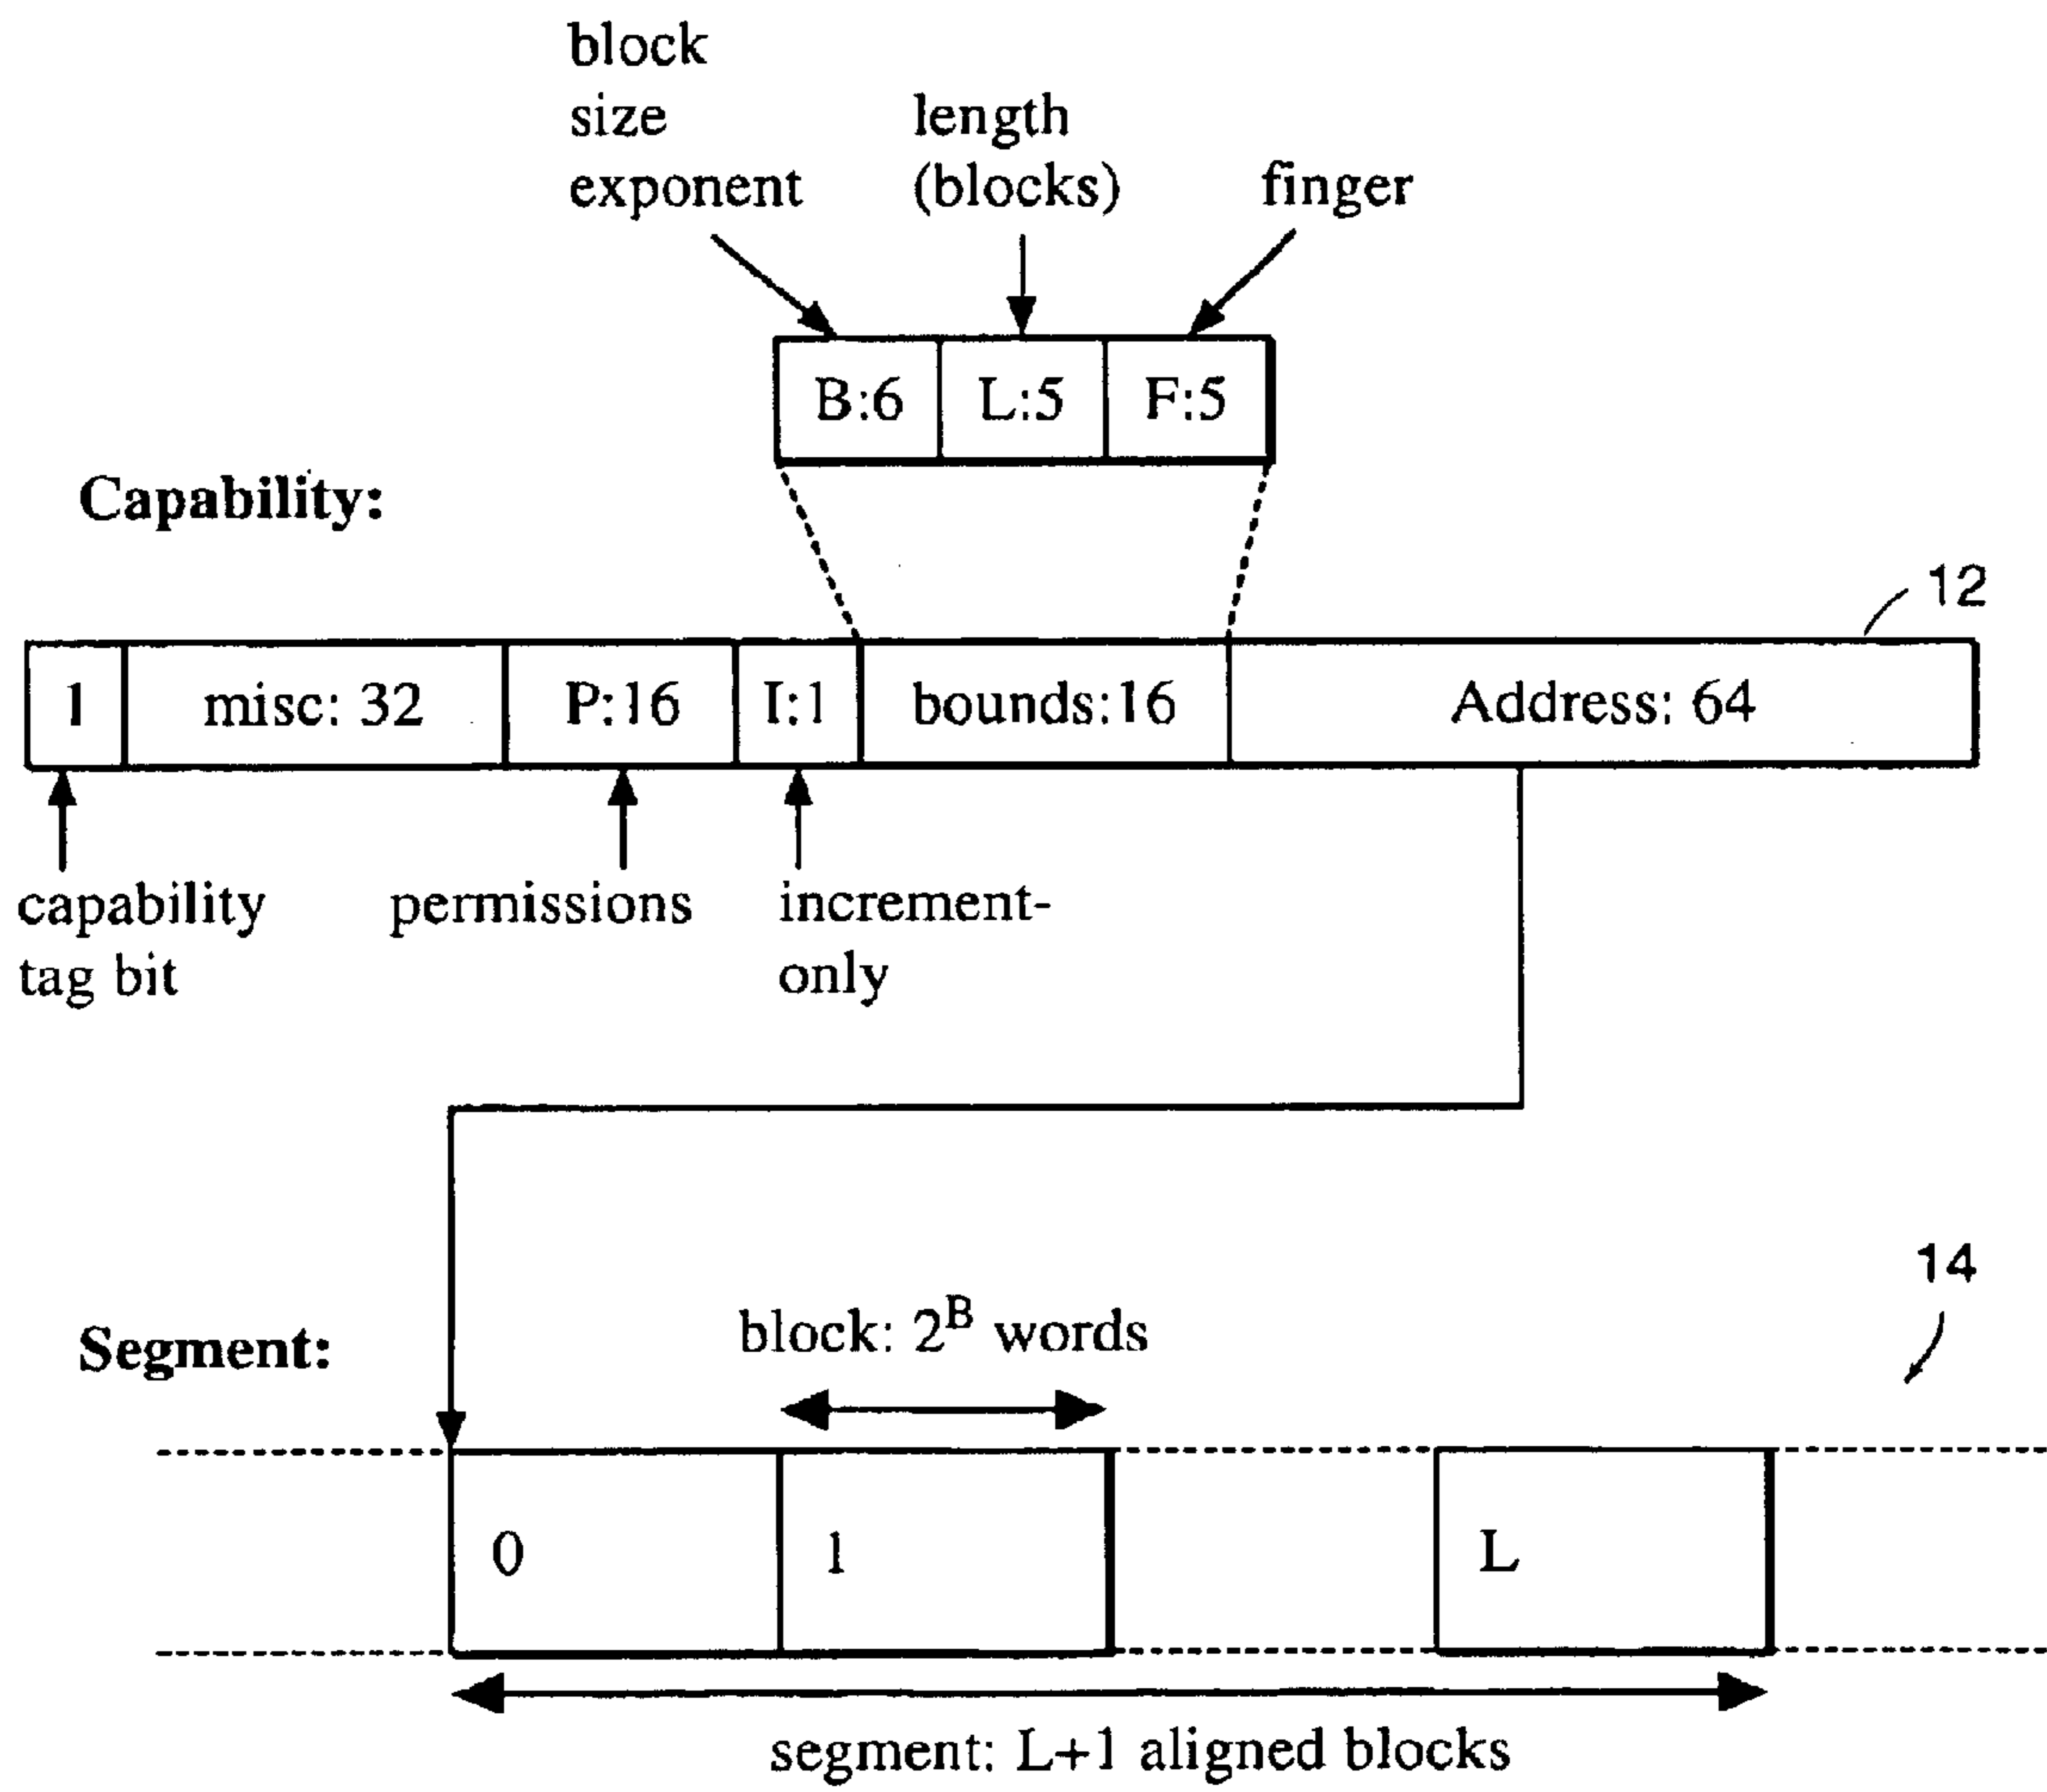 block
size
exponent
length
(blocks)
finger
B:6 L:5 F:5
Capability:
12
1 misc: 32 P:16 I:1 bounds:16 Address: 64
capability
tag bit
permissions
increment-
only
14
Segment:
block: 2^B words
0 1 L
segment: L+1 aligned blocks